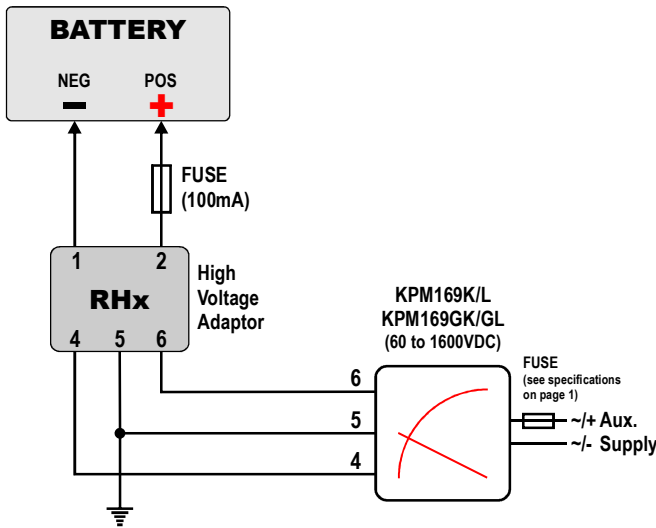 BATTERY
NEG POS
FUSE
(100mA)
1 2
RHx
4 5 6
High
Voltage
Adaptor
KPM169K/L
KPM169GK/GL
(60 to 1600VDC)
6
5
4
FUSE
(see specifications
on page 1)
~/+ Aux.
~/- Supply